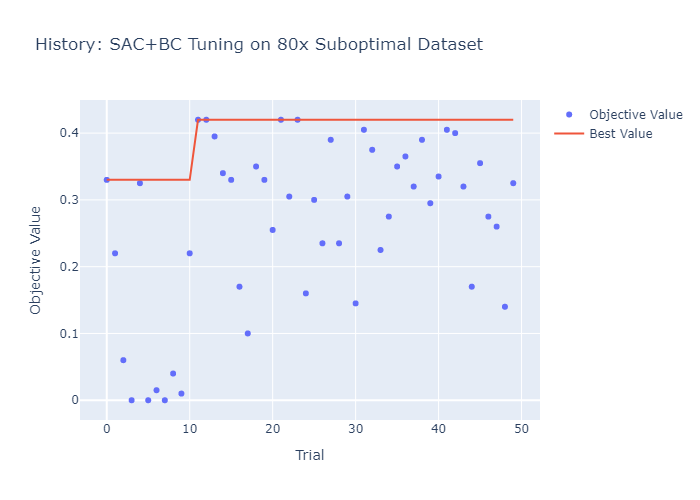 History: SAC+BC Tuning on 80x Suboptimal Dataset
Objective Value
Best Value
0.4
0.3
0.2
0.1
0
Objective Value
0 10 20 30 40 50
Trial